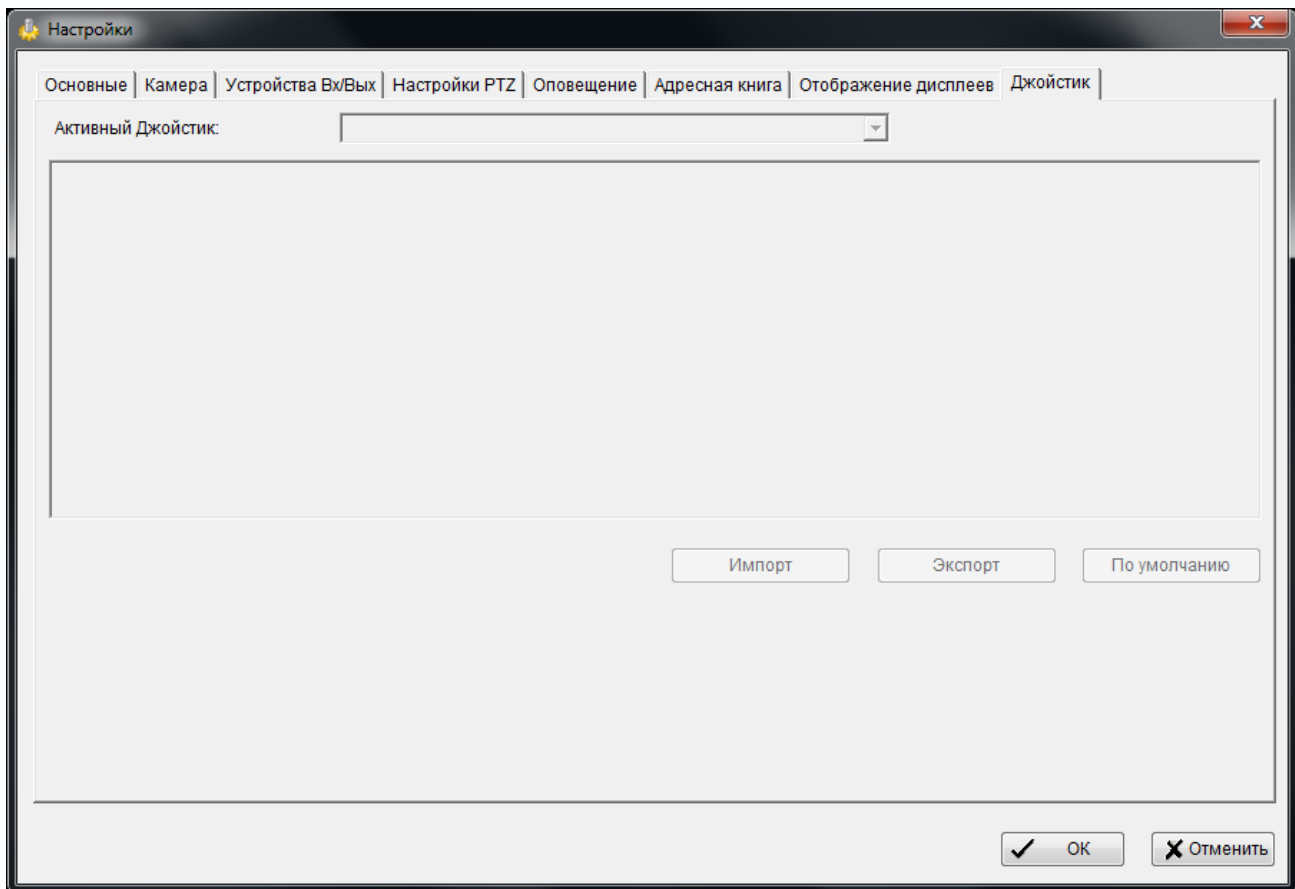 Настройки
Основные Камера Устройства Вх/Вых Настройки PTZ Оповещение Адресная книга Отображение дисплеев Джойстик
Активный Джойстик:
Импорт Экспорт По умолчанию
ОК Отменить